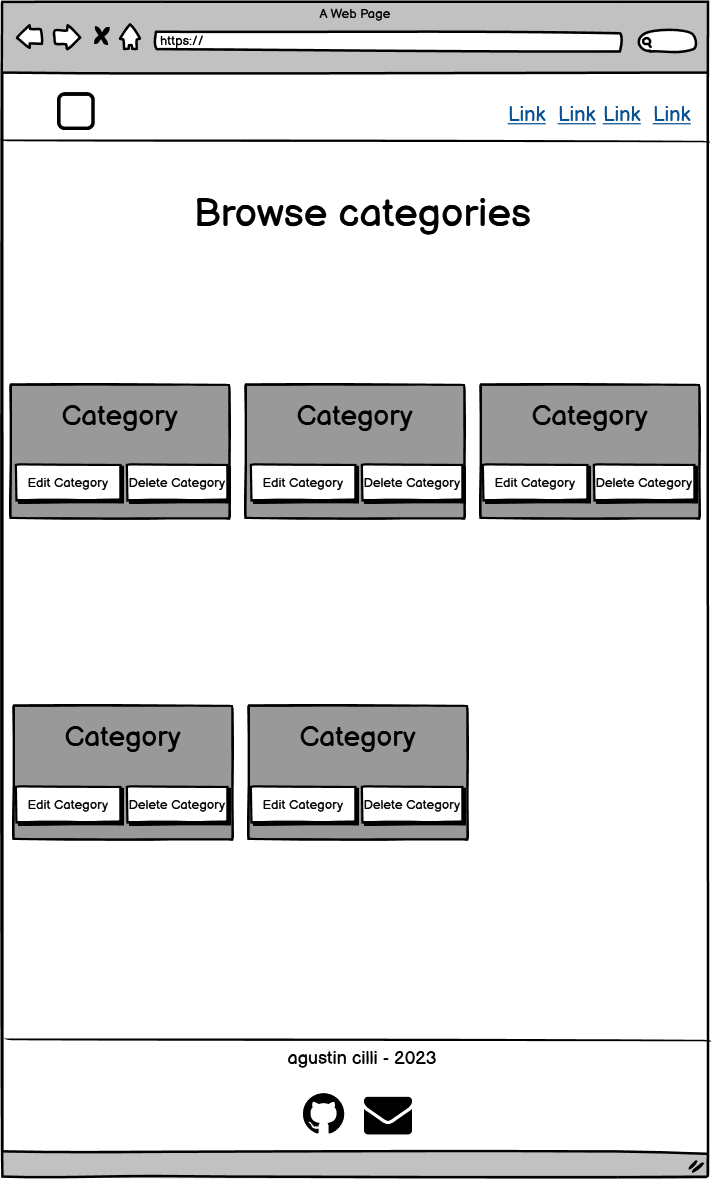 A Web Page
https://
Link Link Link Link
Browse categories
Category Category Category
Edit Category Delete Category Edit Category Delete Category Edit Category Delete Category
Category Category
Edit Category Delete Category Edit Category Delete Category
agustin cilli - 2023